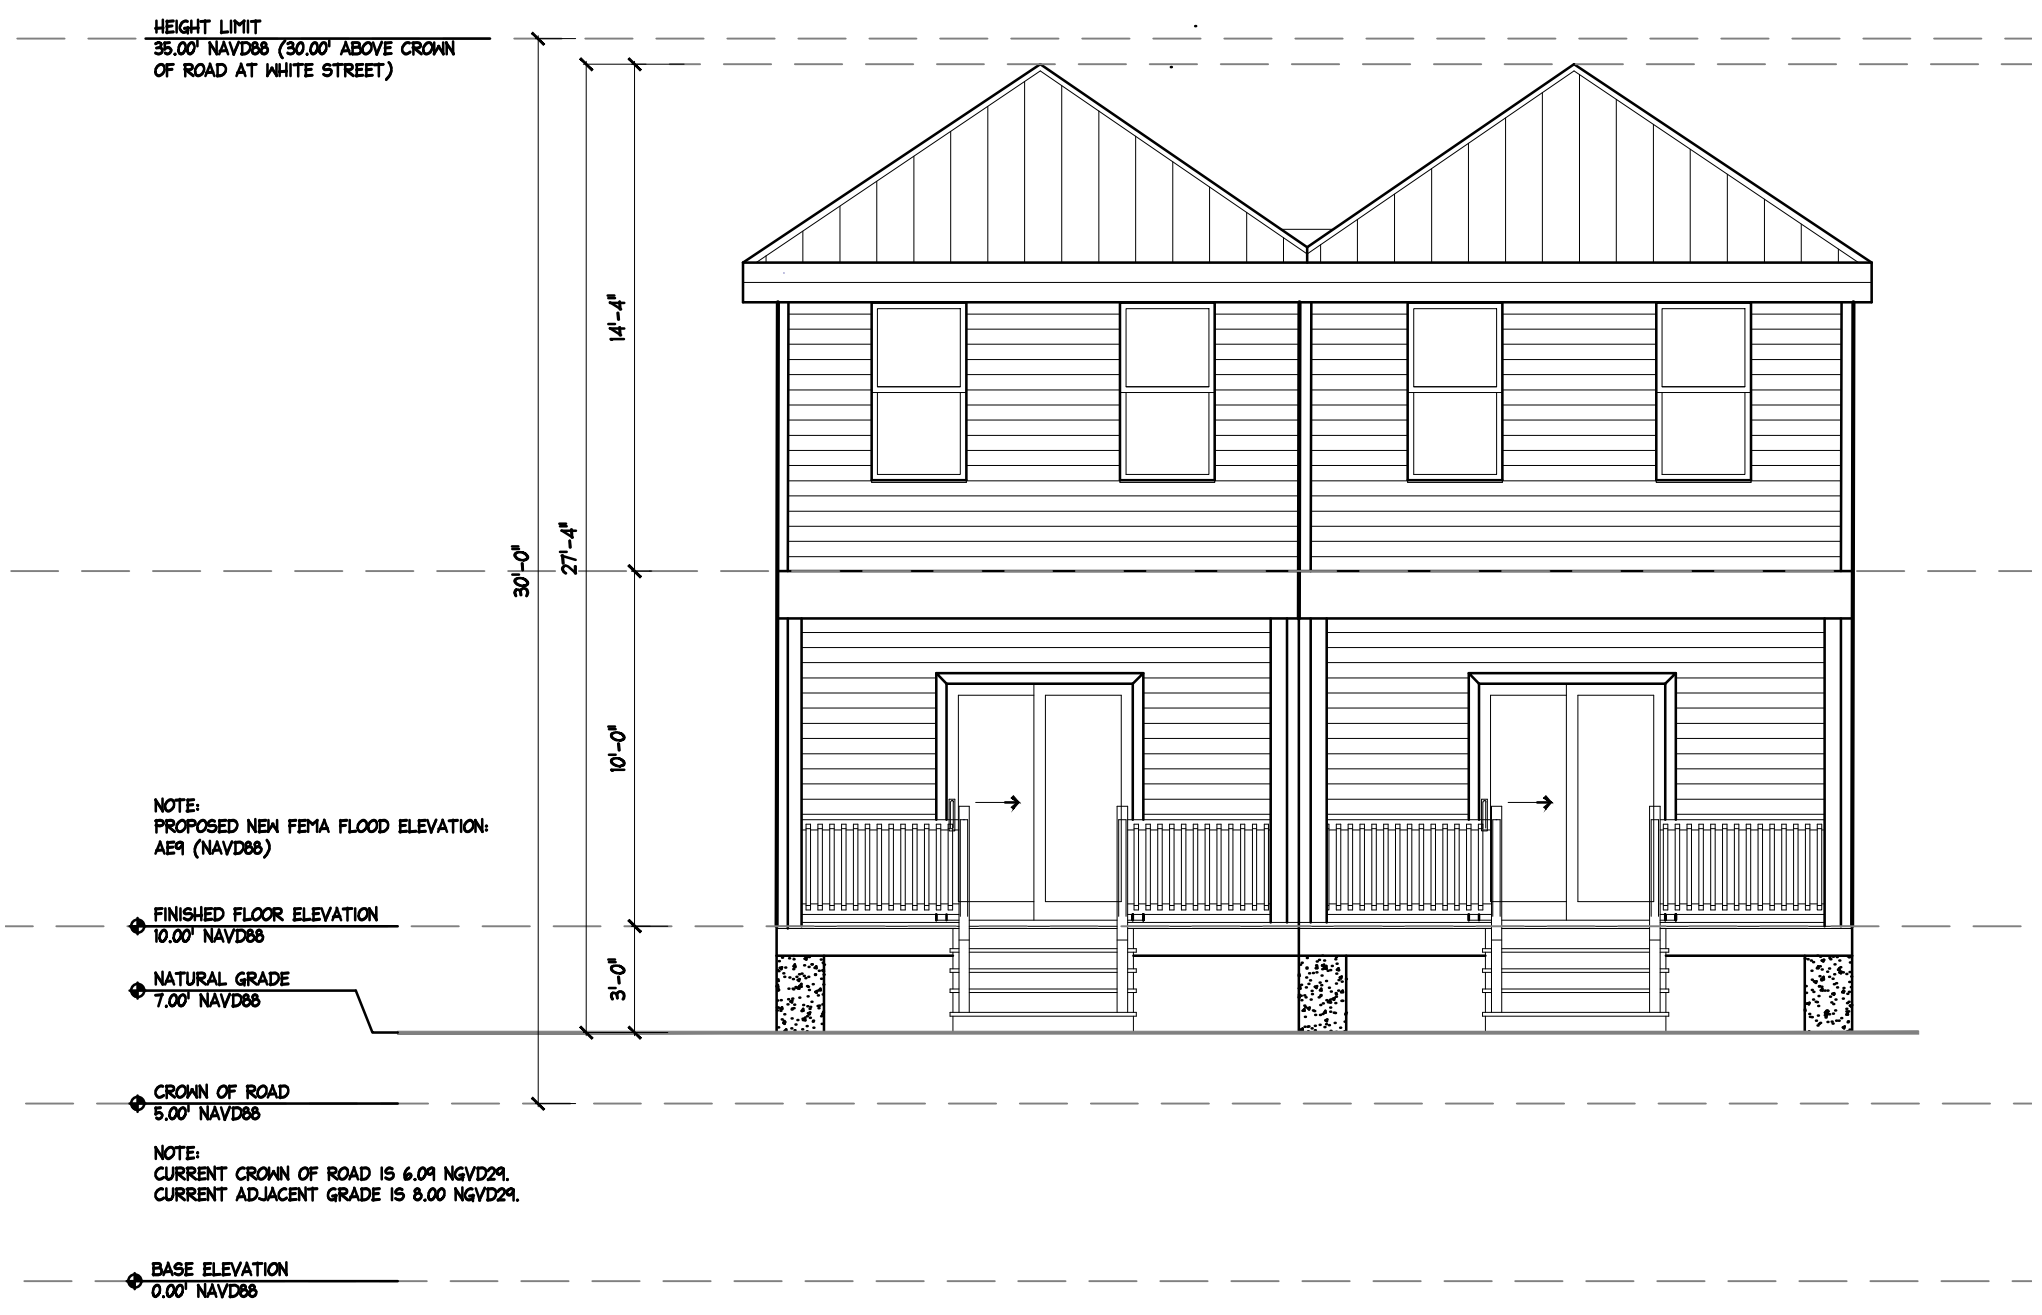 HEIGHT LIMIT
35.00' NAVD88 (30.00' ABOVE CROWN
OF ROAD AT WHITE STREET)
14'-4"
27'-4"
30'-0"
10'-0"
NOTE:
PROPOSED NEW FEMA FLOOD ELEVATION:
AE9 (NAVD88)
FINISHED FLOOR ELEVATION
10.00' NAVD88
NATURAL GRADE
7.00' NAVD88
3'-0"
CROWN OF ROAD
5.00' NAVD88
NOTE:
CURRENT CROWN OF ROAD IS 6.09 NGVD29.
CURRENT ADJACENT GRADE IS 8.00 NGVD29.
BASE ELEVATION
0.00' NAVD88